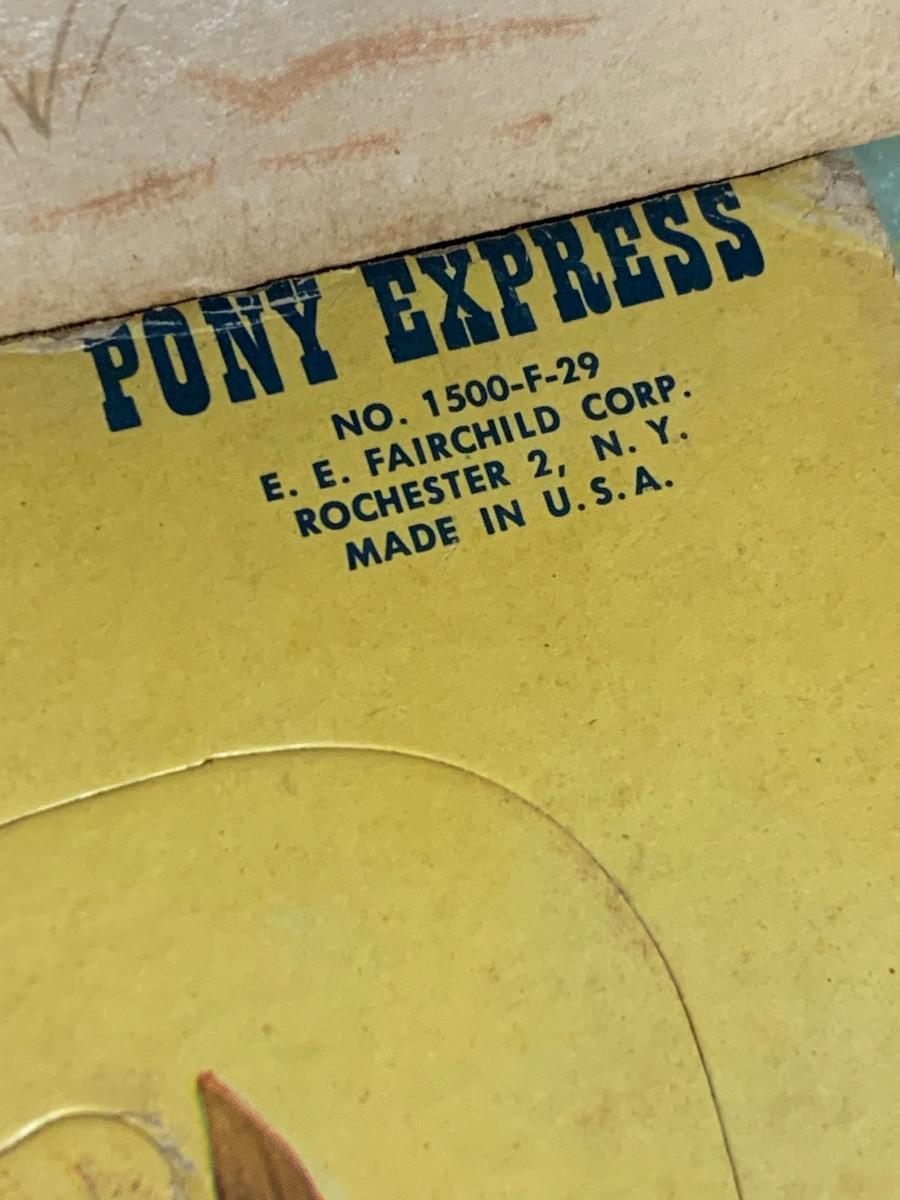 PONY EXPRESS
NO. 1500-F-29
E. E. FAIRCHILD CORP.
ROCHESTER 2, N. Y.
MADE IN U.S.A.